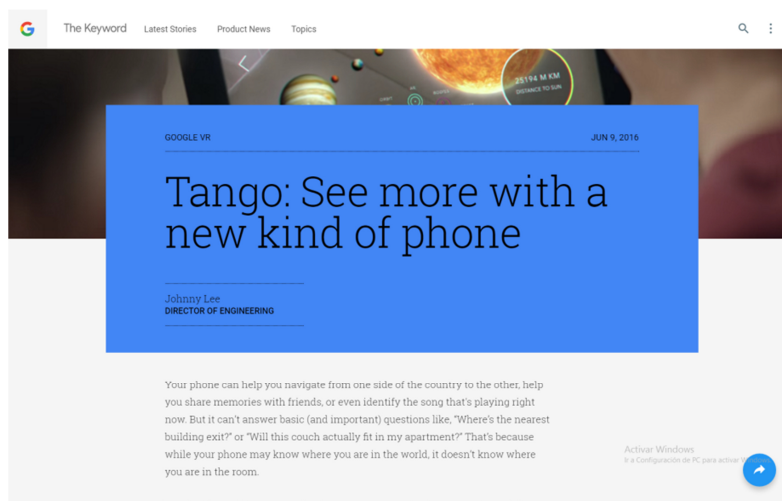 The Keyword Latest Stories Product News Topics
25194 M KM
DISTANCE TO SUN
GOOGLE VR JUN 9, 2016
Tango: See more with a
new kind of phone
Johnny Lee
DIRECTOR OF ENGINEERING
Your phone can help you navigate from one side of the country to the other, help
you share memories with friends, or even identify the song that's playing right
now. But it can't answer basic (and important) questions like, "Where's the nearest
building exit?" or "Will this couch actually fit in my apartment?" That's because
while your phone may know where you are in the world, it doesn't know where
you are in the room.
Activar Windows
Ir a Configuración de PC para activar